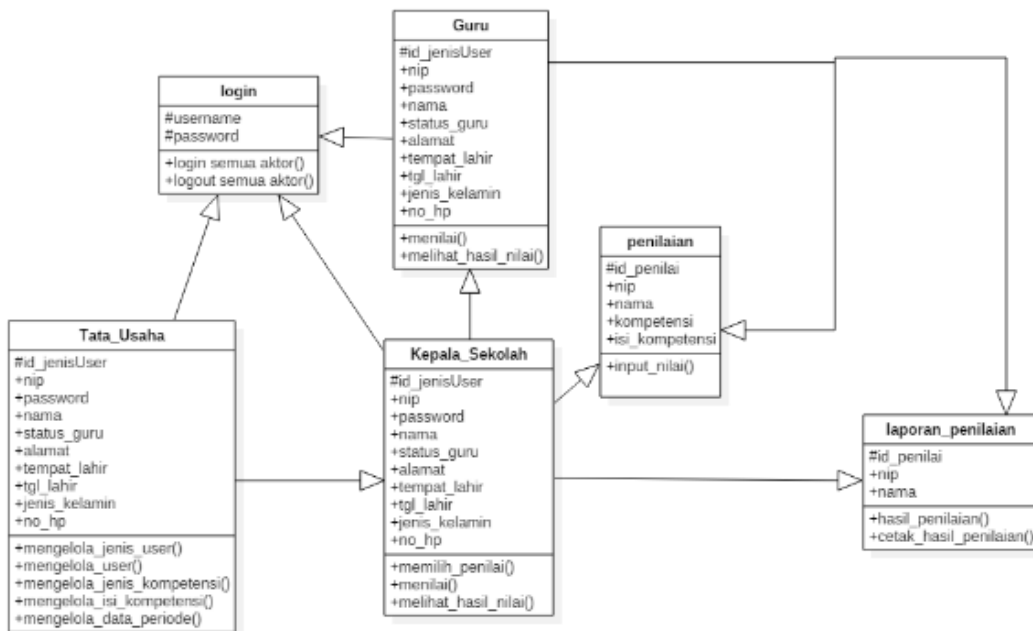 Guru
#id_jenisUser
+nip
+password
+nama
+status_guru
+alamat
+tempat_lahir
+tgl_lahir
+jenis_kelamin
+no_hp
+menilai()
+melihat_hasil_nilai()
login
#username
#password
+login semua aktor()
+logout semua aktor()
penilaian
#id_penilai
+nip
+nama
+kompetensi
+isi_kompetensi
+input_nilai()
Tata_Usaha
#id_jenisUser
+nip
+password
+nama
+status_guru
+alamat
+tempat_lahir
+tgl_lahir
+jenis_kelamin
+no_hp
+mengelola_jenis_user()
+mengelola_user()
+mengelola_jenis_kompetensi()
+mengelola_isi_kompetensi()
+mengelola_data_periode()
Kepala_Sekolah
#id_jenisUser
+nip
+password
+nama
+status_guru
+alamat
+tempat_lahir
+tgl_lahir
+jenis_kelamin
+no_hp
+memilih_penilai()
+menilai()
+melihat_hasil_nilai()
laporan_penilaian
#id_penilai
+nip
+nama
+hasil_penilaian()
+cetak_hasil_penilaian()